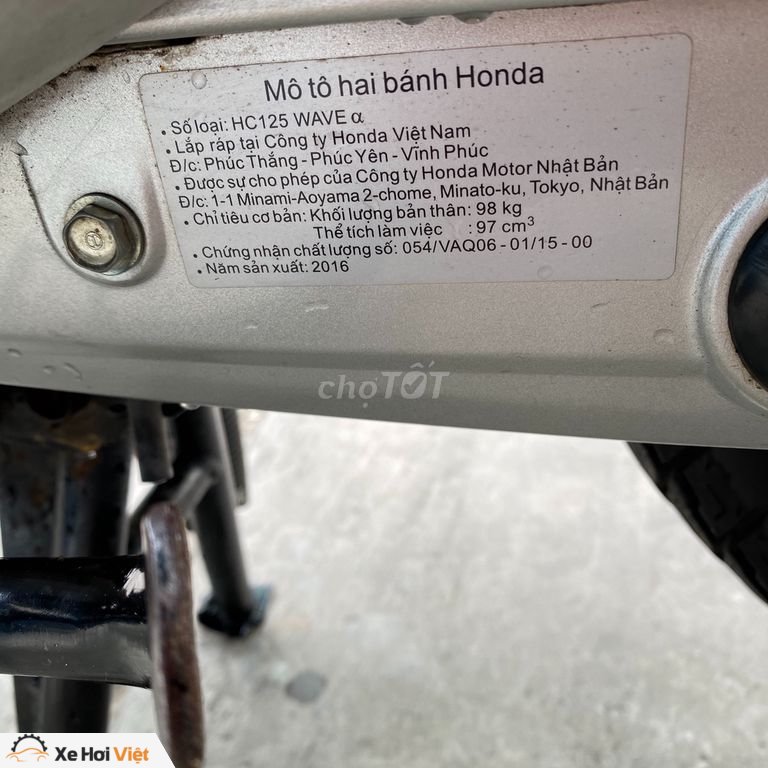 Mô tô hai bánh Honda
• Số loại: HC125 WAVE α
• Lắp ráp tại Công ty Honda Việt Nam
Đ/c: Phúc Thắng - Phúc Yên - Vĩnh Phúc
• Được sự cho phép của Công ty Honda Motor Nhật Bản
Đ/c: 1-1 Minami-Aoyama 2-chome, Minato-ku, Tokyo, Nhật Bản
• Chỉ tiêu cơ bản: Khối lượng bản thân: 98 kg
Thể tích làm việc : 97 cm³
• Chứng nhận chất lượng số: 054/VAQ06 - 01/15 - 00
• Năm sản xuất: 2016
chợTỐT
Xe Hơi Việt